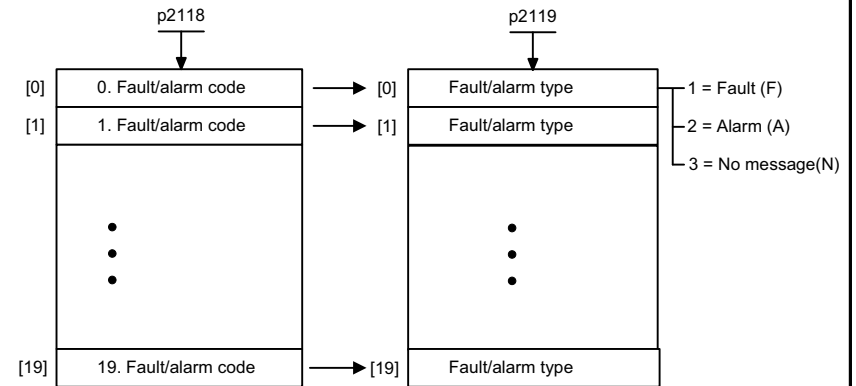 p2118 p2119
[0] 0. Fault/alarm code [0] Fault/alarm type 1 = Fault (F)
[1] 1. Fault/alarm code [1] Fault/alarm type 2 = Alarm (A)
3 = No message(N)
[19] 19. Fault/alarm code [19] Fault/alarm type